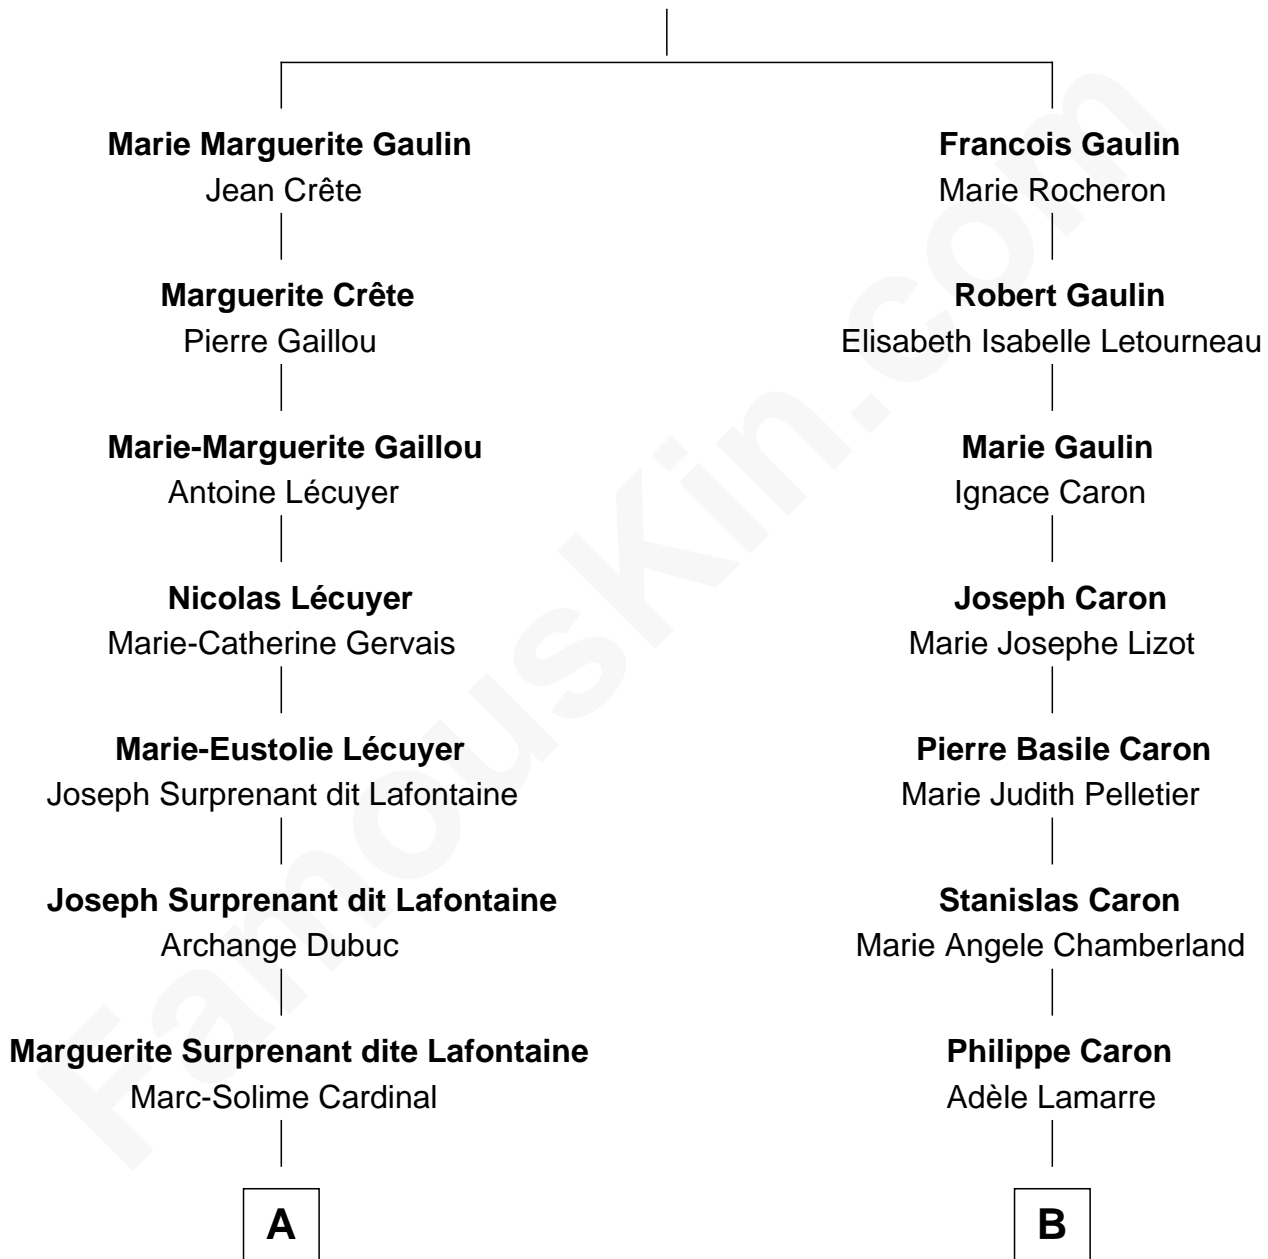 Marie Marguerite Gaulin
Jean Crête
Marguerite Crête
Pierre Gaillou
Marie-Marguerite Gaillou
Antoine Lécuyer
Nicolas Lécuyer
Marie-Catherine Gervais
Marie-Eustolie Lécuyer
Joseph Surprenant dit Lafontaine
Joseph Surprenant dit Lafontaine
Archange Dubuc
Marguerite Surprenant dite Lafontaine
Marc-Solime Cardinal
A
Francois Gaulin
Marie Rocheron
Robert Gaulin
Elisabeth Isabelle Letourneau
Marie Gaulin
Ignace Caron
Joseph Caron
Marie Josephe Lizot
Pierre Basile Caron
Marie Judith Pelletier
Stanislas Caron
Marie Angele Chamberland
Philippe Caron
Adèle Lamarre
B
FamousKin.com